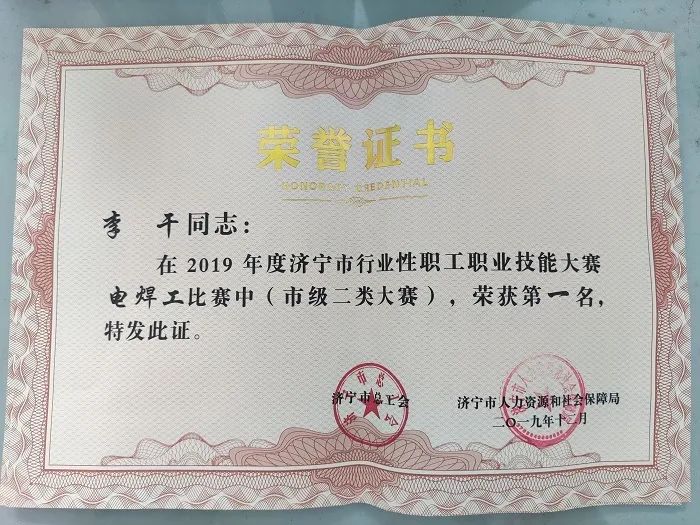 荣誉证书
HONORARY CREDENTIAL
李 干同志：
在 2019 年度济宁市行业性职工职业技能大赛
电焊工比赛中（市级二类大赛），荣获第一名，
特发此证。
济宁市总工会
济宁市人力资源和社会保障局
二〇一九年十二月